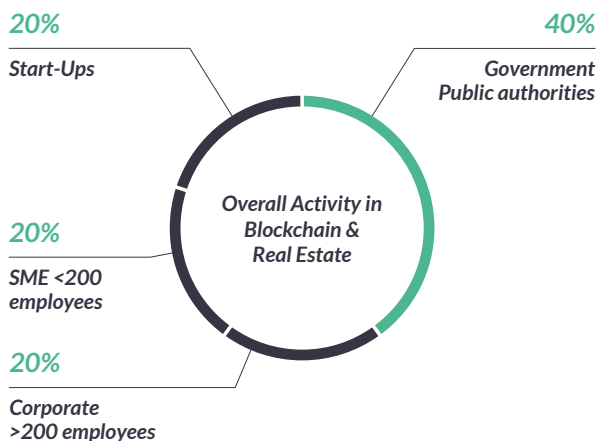 20%
Start-Ups
40%
Government
Public authorities
Overall Activity in
Blockchain &
Real Estate
20%
SME <200
employees
20%
Corporate
>200 employees